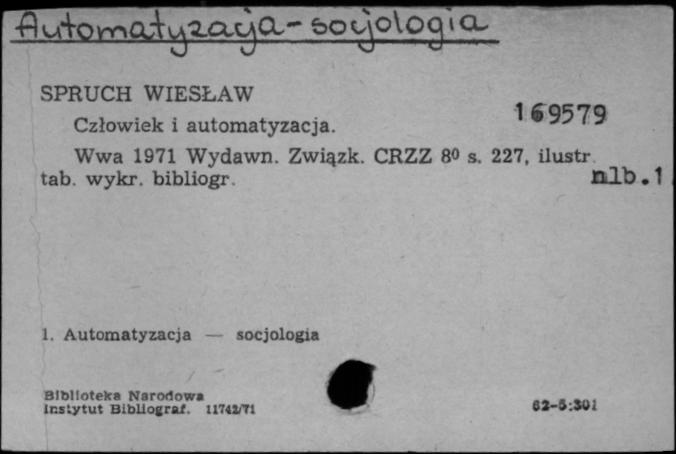 Automatyzacja-socjologia
SPRUCH WIESŁAW
169579
Człowiek i automatyzacja.
Wwa 1971 Wydawn. Związk. CRZZ 8º s. 227, ilustr.
tab. wykr. bibliogr.
nlb.1
1. Automatyzacja — socjologia
Biblioteka Narodowa
Instytut Bibliograf. 11742/71
62-5:301